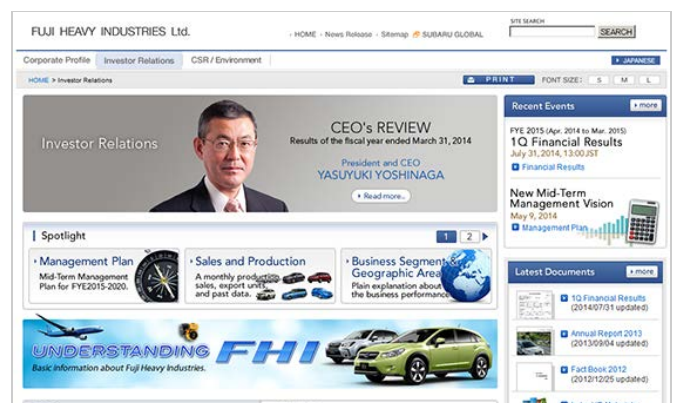 FUJI HEAVY INDUSTRIES Ltd.
HOME
News Release
Sitemap
SUBARU GLOBAL
SITE SEARCH
SEARCH
Corporate Profile
Investor Relations
CSR / Environment
JAPANESE
HOME > Investor Relations
PRINT
FONT SIZE:
S
M
L
Investor Relations
CEO's REVIEW
Results of the fiscal year ended March 31, 2014
President and CEO
YASUYUKI YOSHINAGA
Read more..
Spotlight
1
2
Management Plan
Mid-Term Management
Plan for FYE2015-2020.
Sales and Production
A monthly production,
sales, export units,
and past data.
Business Segment &
Geographic Area
Plain explanation about
the business performance
UNDERSTANDING FHI
Basic information about Fuji Heavy Industries.
Recent Events
more
FYE 2015 (Apr. 2014 to Mar. 2015)
1Q Financial Results
July 31, 2014, 13:00JST
Financial Results
New Mid-Term
Management Vision
May 9, 2014
Management Plan
Latest Documents
more
1Q Financial Results
(2014/07/31 updated)
Annual Report 2013
(2013/09/04 updated)
Fact Book 2012
(2012/12/25 updated)